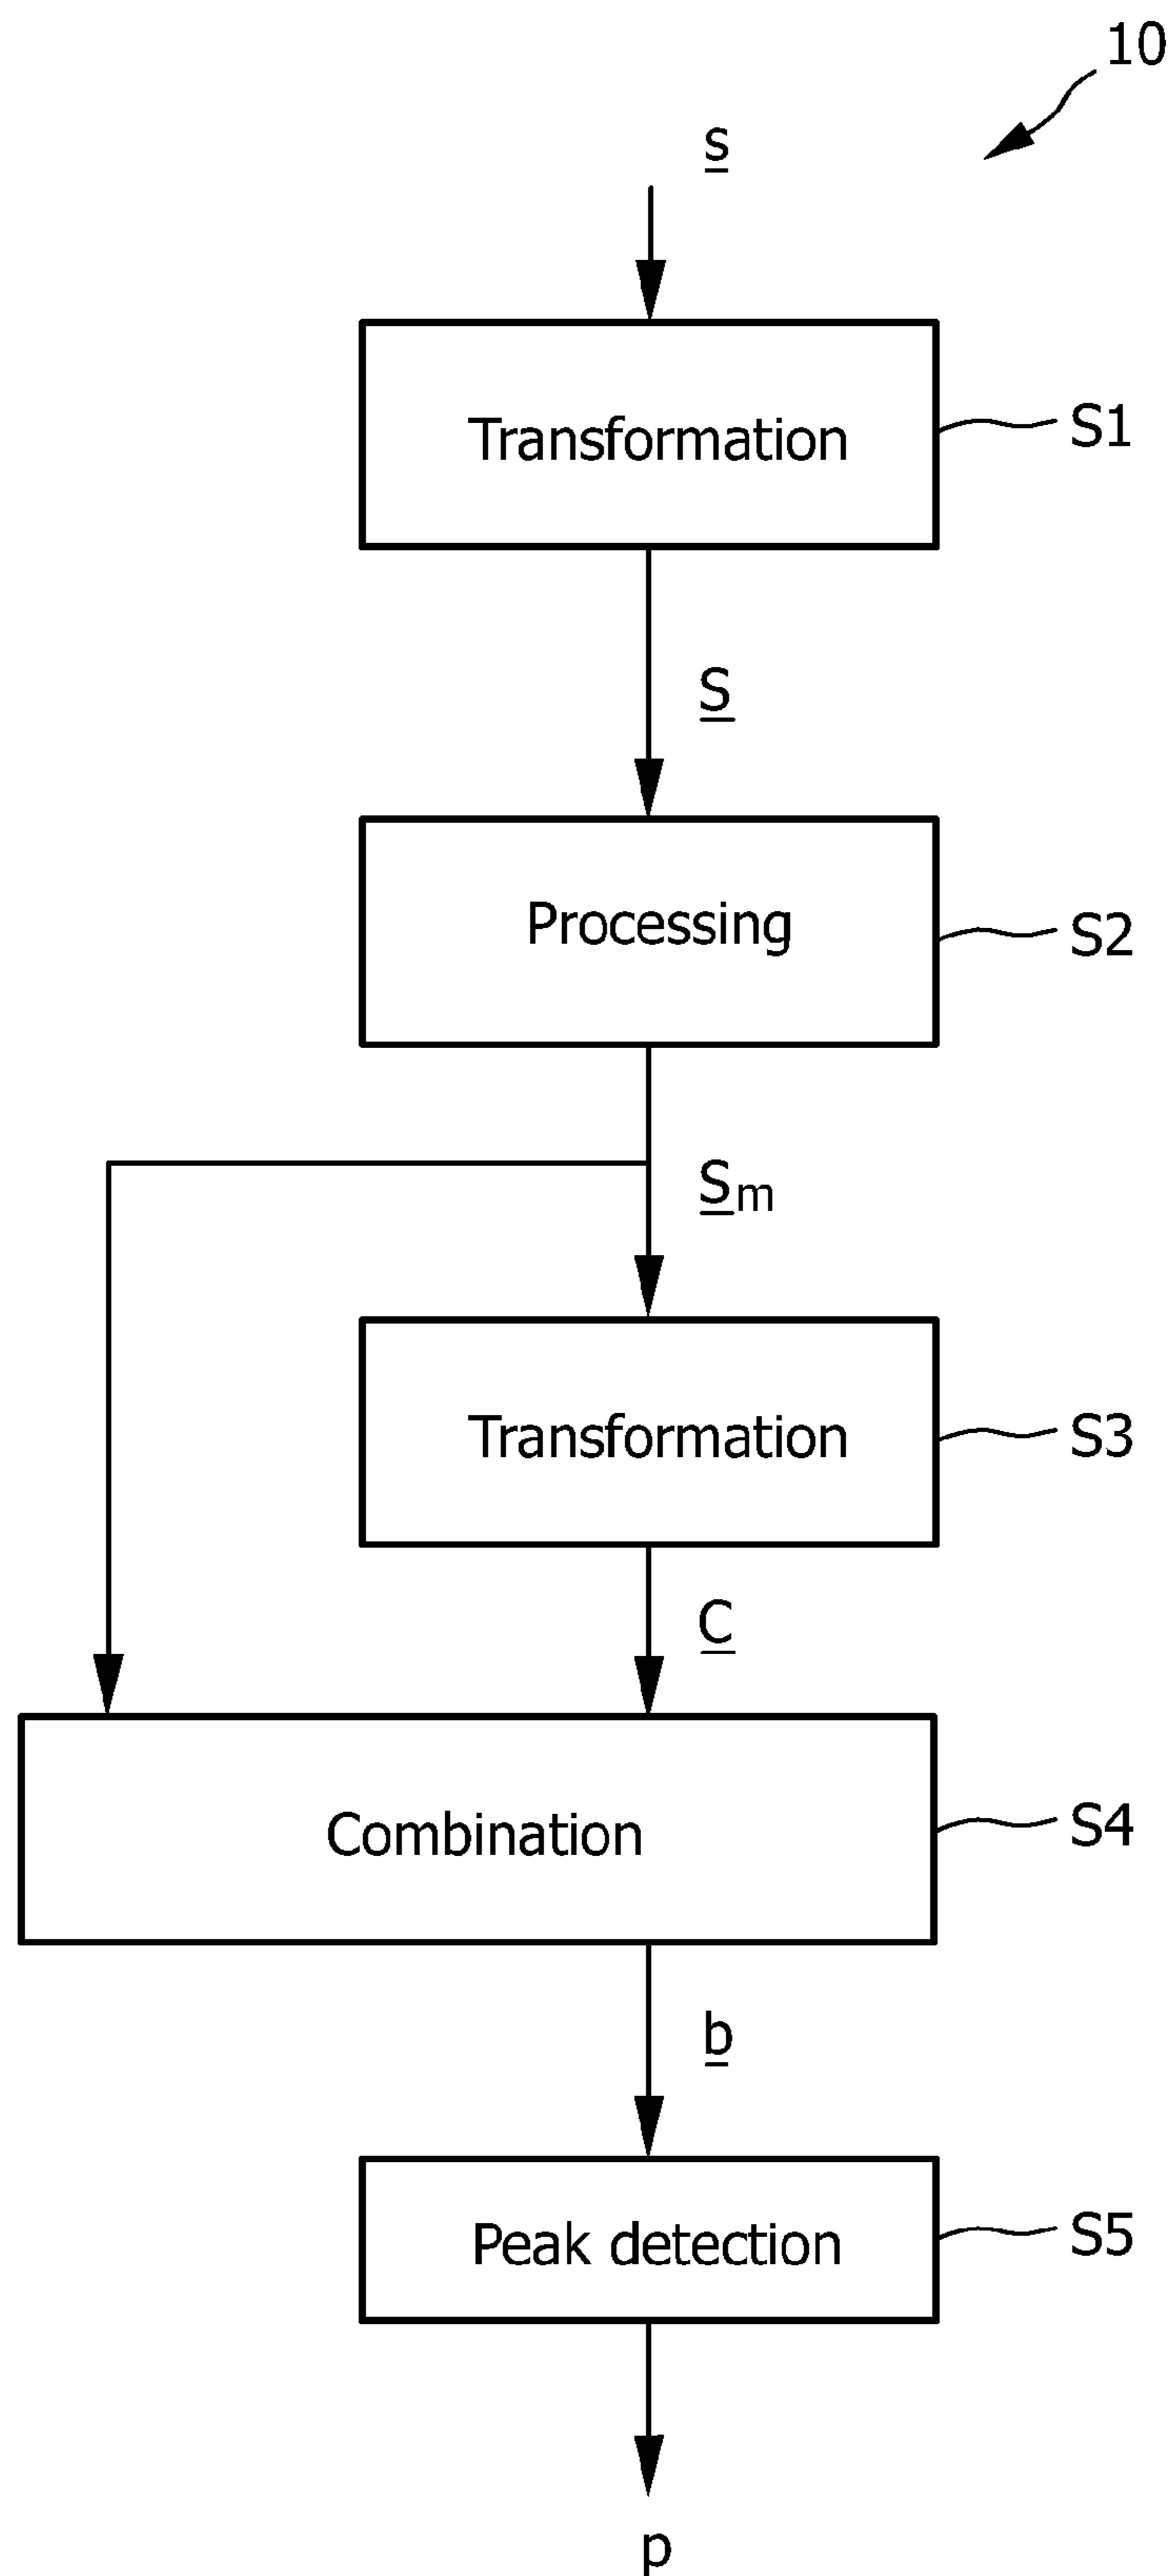 10
s
Transformation
S1
S
Processing
S2
Sm
Transformation
S3
C
Combination
S4
b
Peak detection
S5
p